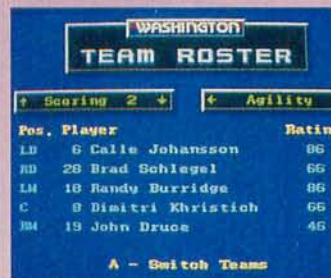 WASHINGTON
TEAM ROSTER
↑ Scoring 2 ↓ ← Agility
Pos. Player Ratin
LD 6 Calle Johansson 86
RD 28 Brad Schlegel 66
LW 18 Randy Burridge 86
C 8 Dimitri Khristich 66
RW 19 John Druce 46
A - Switch Teams